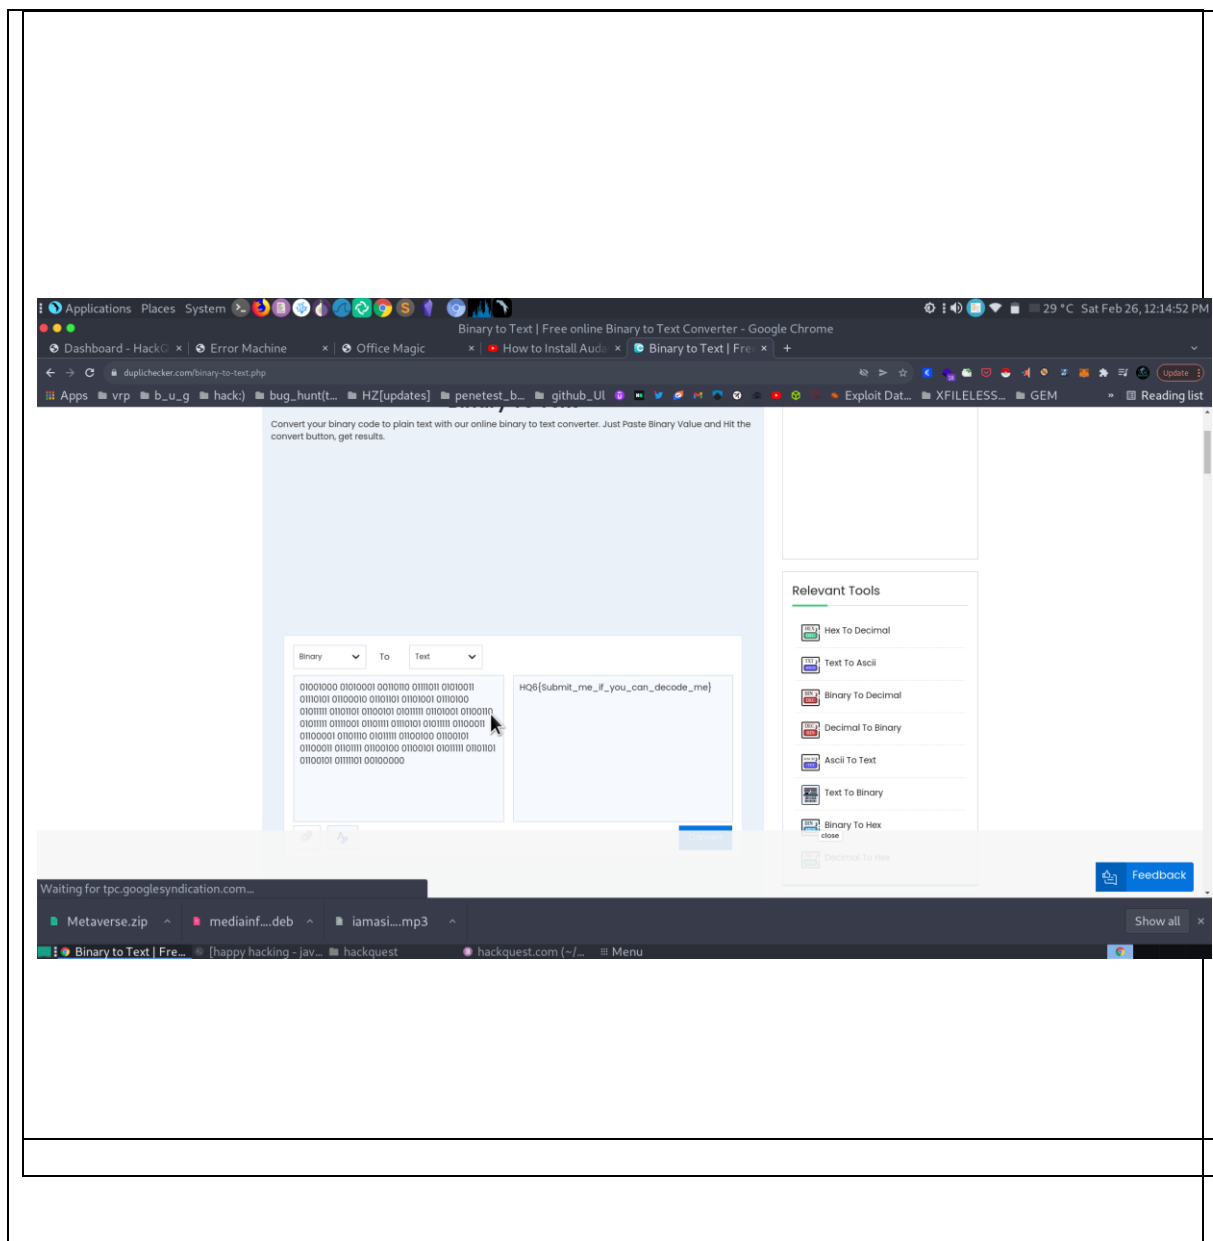 Applications Places System
29 °C Sat Feb 26, 12:14:52 PM
Binary to Text | Free online Binary to Text Converter - Google Chrome
Dashboard - Hack
Error Machine
Office Magic
How to Install Auda
Binary to Text | Fre
duplichecker.com/binary-to-text.php
Update
Apps vrp b_u_g hack:) bug_hunt(t... HZ[updates] penetest_b... github_UI Exploit Dat... XFILELESS... GEM » Reading list
Binary To Text
Convert your binary code to plain text with our online binary to text converter. Just Paste Binary Value and Hit the
convert button, get results.
Binary To Text
01001000 01010001 00110110 01111011 01010011
01110101 01100010 01101101 01101001 01110100
01011111 01101101 01100101 01011111 01101001 01100110
01011111 01111001 01101111 01110101 01011111 01100011
01100001 01101110 01011111 01100100 01100101
01100011 01101111 01100100 01100101 01011111 01101101
01100101 01111101 00100000
HQ6{Submit_me_if_you_can_decode_me}
Relevant Tools
Hex To Decimal
Text To Ascii
Binary To Decimal
Decimal To Binary
Ascii To Text
Text To Binary
Binary To Hex
close
Decimal To Hex
Feedback
Waiting for tpc.googlesyndication.com...
Metaverse.zip
mediainf....deb
iamasi....mp3
Show all
Binary to Text | Fre...
[happy hacking - jav...
hackquest
hackquest.com (~/...
Menu